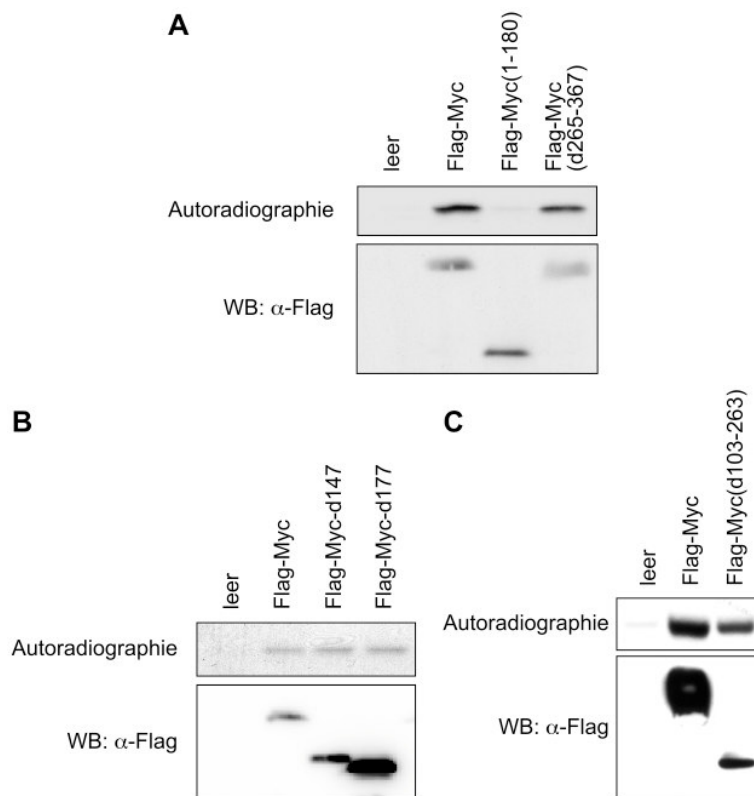 A
leer
Flag-Myc
Flag-Myc(1-180)
Flag-Myc
(d265-367)
Autoradiographie
WB: α-Flag
B
leer
Flag-Myc
Flag-Myc-d147
Flag-Myc-d177
Autoradiographie
WB: α-Flag
C
leer
Flag-Myc
Flag-Myc(d103-263)
Autoradiographie
WB: α-Flag